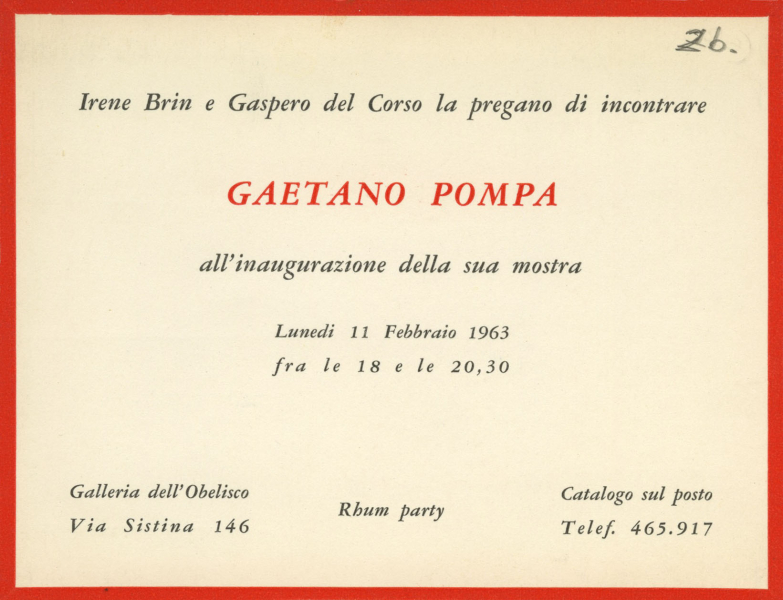 2b.
Irene Brin e Gaspero del Corso la pregano di incontrare
GAETANO POMPA
all'inaugurazione della sua mostra
Lunedi 11 Febbraio 1963
fra le 18 e le 20,30
Galleria dell'Obelisco
Via Sistina 146
Rhum party
Catalogo sul posto
Telef. 465.917